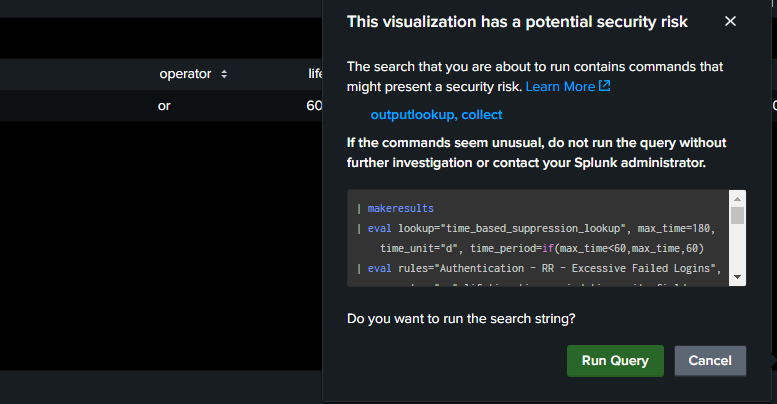 This visualization has a potential security risk
The search that you are about to run contains commands that
might present a security risk. Learn More
outputlookup, collect
If the commands seem unusual, do not run the query without
further investigation or contact your Splunk administrator.
operator
or
60
| makeresults
| eval lookup="time_based_suppression_lookup", max_time=180,
time_unit="d", time_period=if(max_time<60,max_time,60)
| eval rules="Authentication - RR - Excessive Failed Logins",
Do you want to run the search string?
Run Query
Cancel